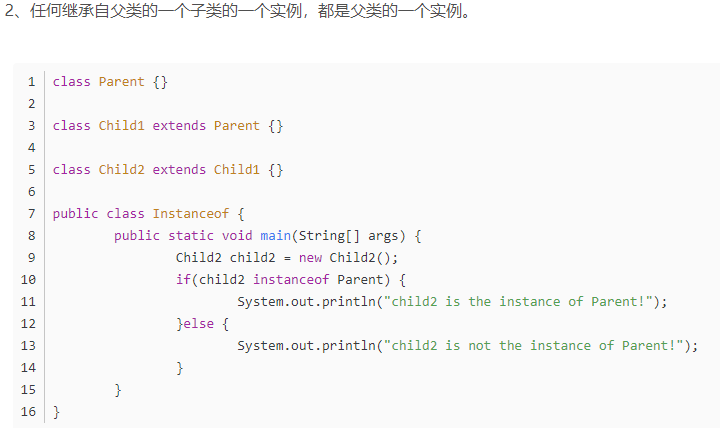 2、任何继承自父类的一个子类的一个实例，都是父类的一个实例。
1 class Parent {}
2
3 class Child1 extends Parent {}
4
5 class Child2 extends Child1 {}
6
7 public class Instanceof {
8         public static void main(String[] args) {
9                 Child2 child2 = new Child2();
10                 if(child2 instanceof Parent) {
11                         System.out.println("child2 is the instance of Parent!");
12                 }else {
13                         System.out.println("child2 is not the instance of Parent!");
14                 }
15         }
16 }